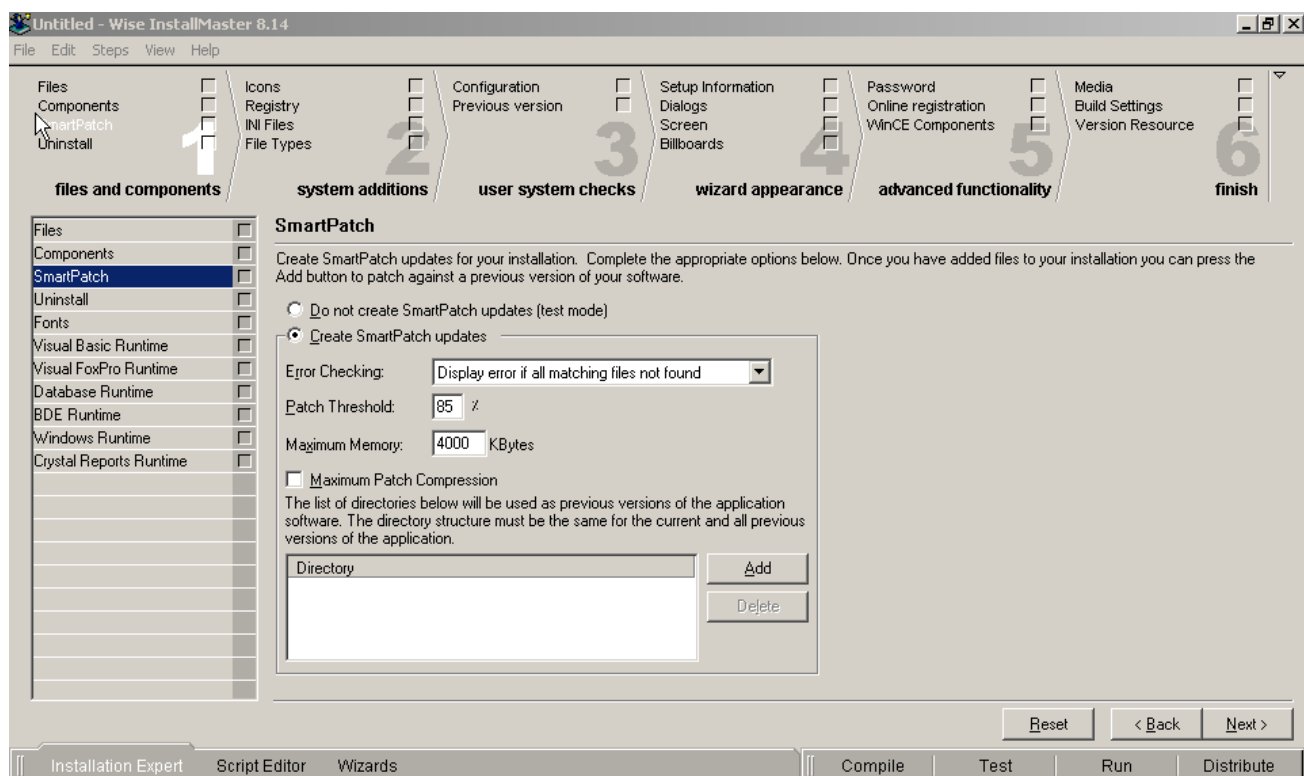 Untitled - Wise InstallMaster 8.14
File Edit Steps View Help
Files
Components
SmartPatch
Uninstall
1
files and components
Icons
Registry
INI Files
File Types
2
system additions
Configuration
Previous version
3
user system checks
Setup Information
Dialogs
Screen
Billboards
4
wizard appearance
Password
Online registration
WinCE Components
5
advanced functionality
Media
Build Settings
Version Resource
6
finish
Files
Components
SmartPatch
Uninstall
Fonts
Visual Basic Runtime
Visual FoxPro Runtime
Database Runtime
BDE Runtime
Windows Runtime
Crystal Reports Runtime
SmartPatch
Create SmartPatch updates for your installation. Complete the appropriate options below. Once you have added files to your installation you can press the
Add button to patch against a previous version of your software.
Do not create SmartPatch updates (test mode)
Create SmartPatch updates
Error Checking: Display error if all matching files not found
Patch Threshold: 85 %
Maximum Memory: 4000 KBytes
Maximum Patch Compression
The list of directories below will be used as previous versions of the application
software. The directory structure must be the same for the current and all previous
versions of the application.
Directory
Add
Delete
Reset < Back Next >
Installation Expert Script Editor Wizards Compile Test Run Distribute